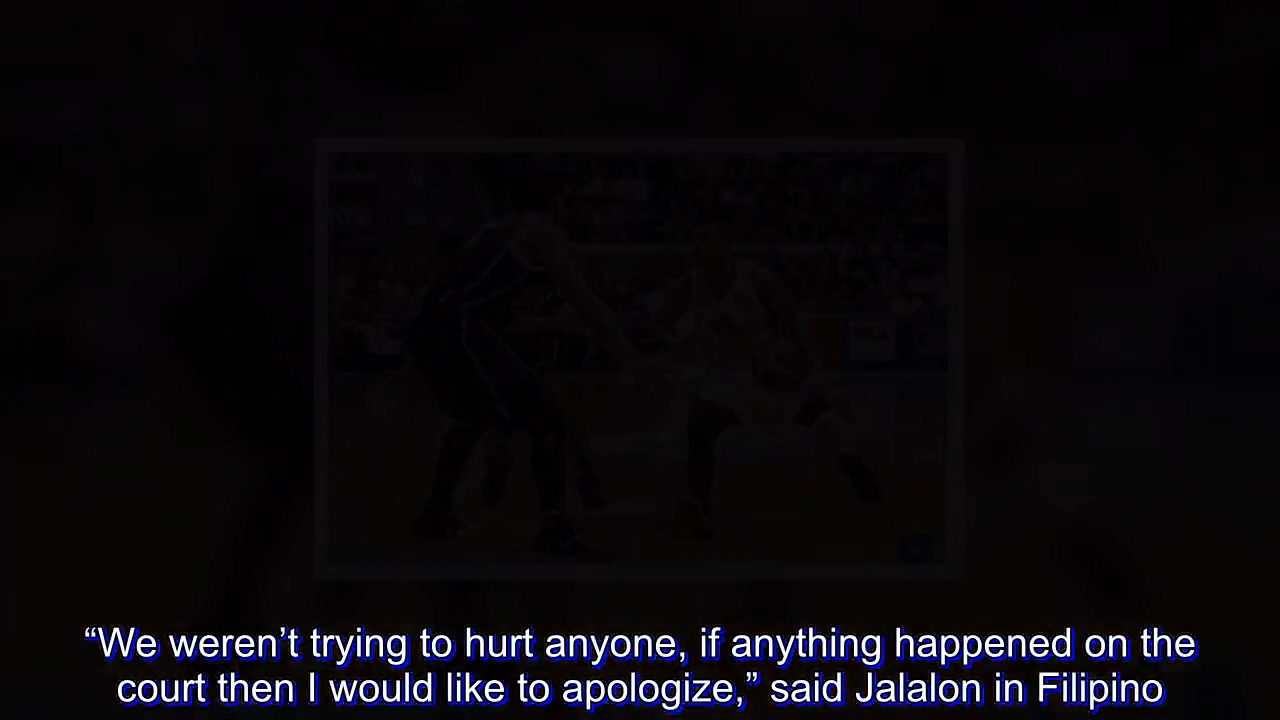 “We weren’t trying to hurt anyone, if anything happened on the
court then I would like to apologize,” said Jalalon in Filipino